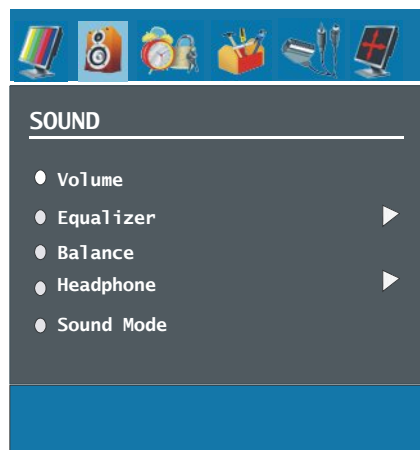 SOUND
Volume
Equalizer
Balance
Headphone
Sound Mode